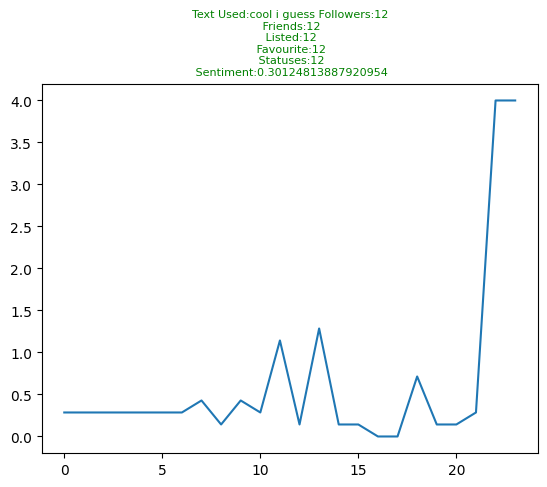 Text Used:cool i guess Followers:12
Friends:12
Listed:12
Favourite:12
Statuses:12
Sentiment:0.30124813887920954
4.0
3.5
3.0
2.5
2.0
1.5
1.0
0.5
0.0
0 5 10 15 20